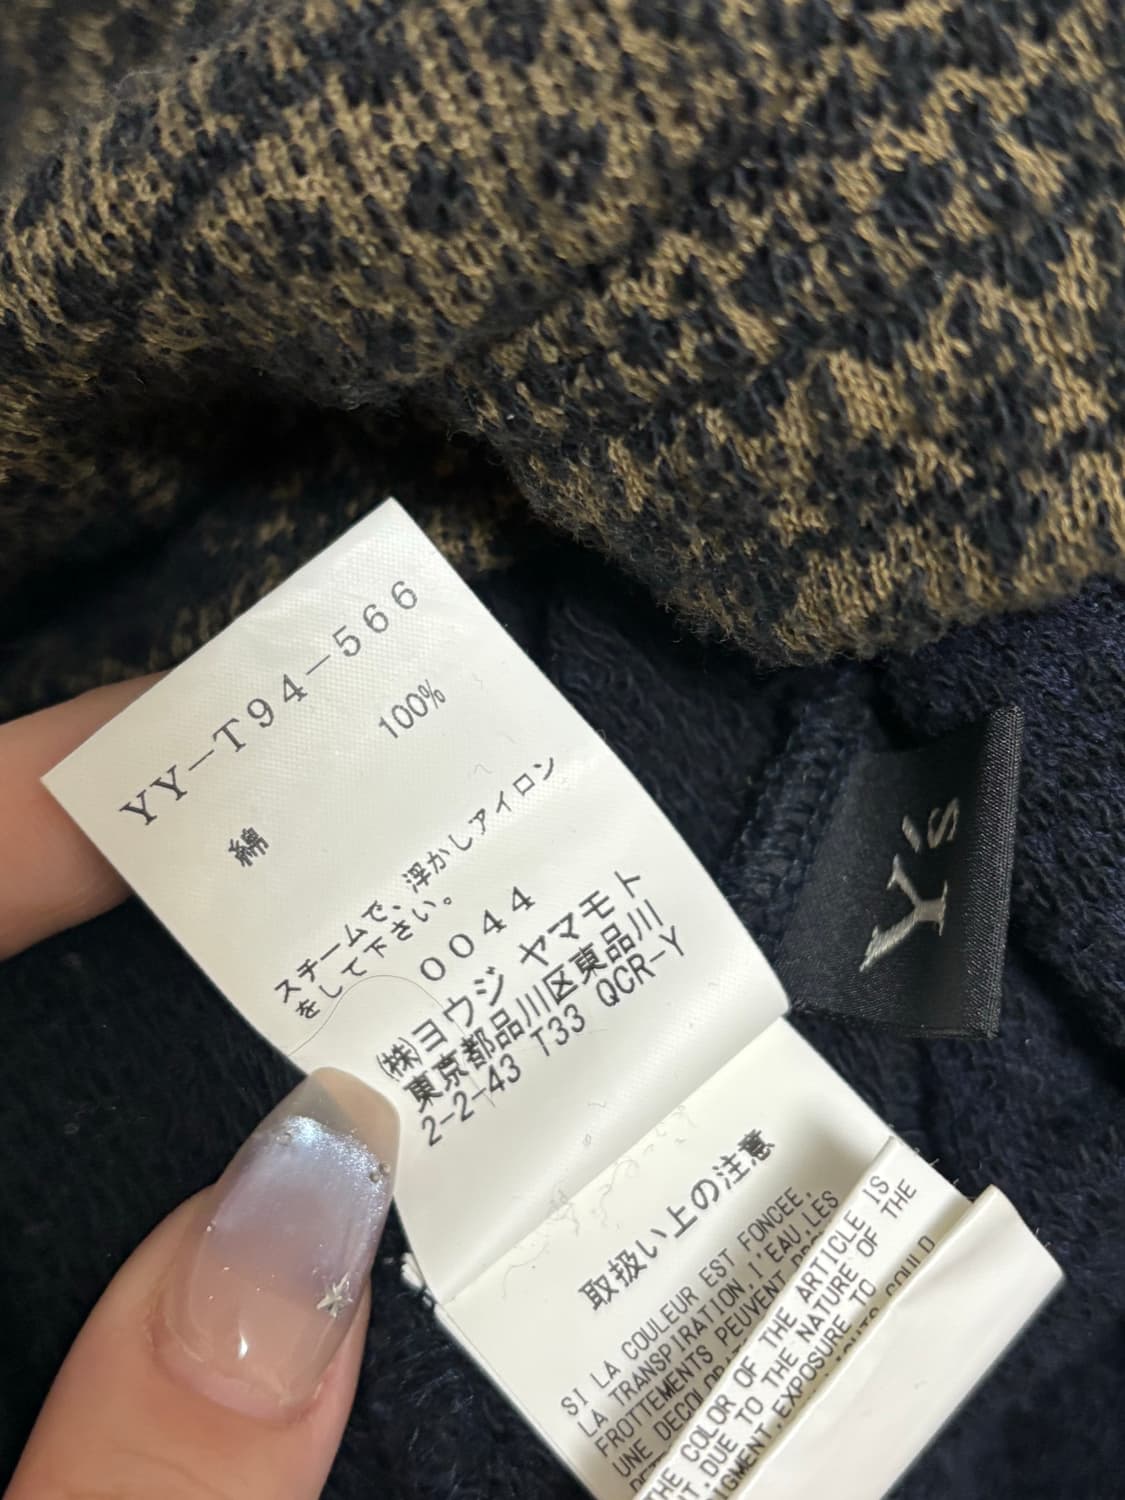 YY-T94-566
綿 100%
スチームで、浮かしアイロン
をして下さい。
0044
(株)ヨウジ ヤマモト
東京都品川区東品川
2-2-43 T33 QCR-Y
Y's
取扱い上の注意
SI LA COULEUR EST FONCEE,
LA TRANSPIRATION,L'EAU,LES
FROTTEMENTS PEUVENT
UNE
THE COLOR OF THE ARTICLE IS
DUE TO THE NATURE OF THE
EXPOSURE TO
COULD